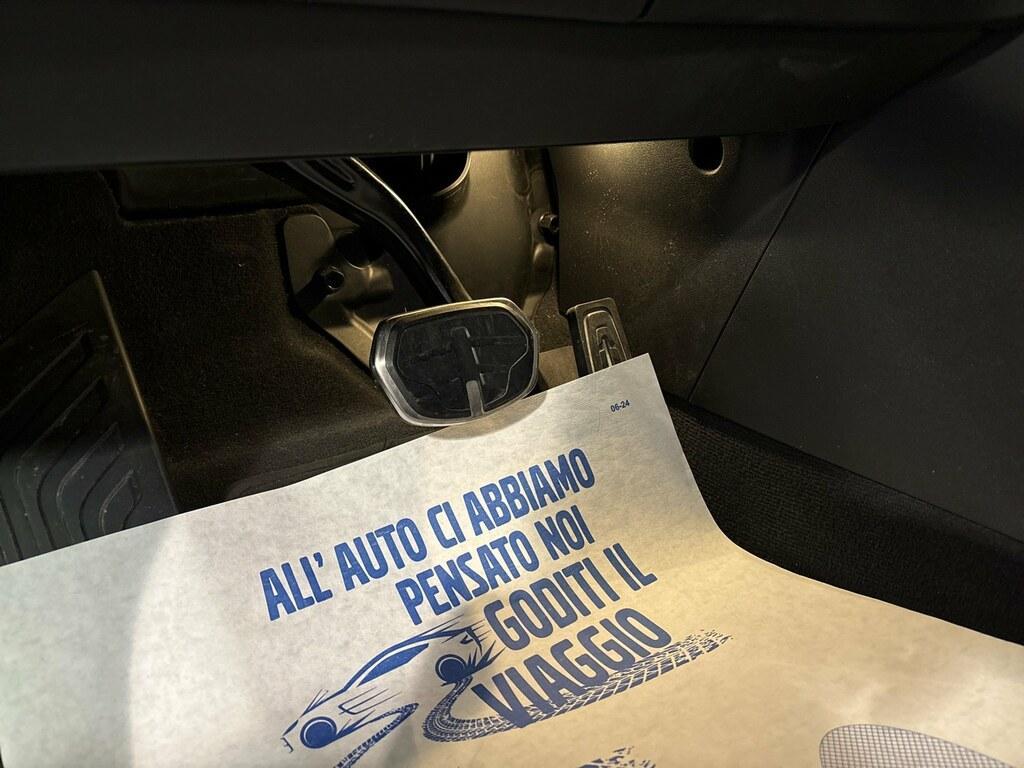 06-24
ALL' AUTO CI ABBIAMO
PENSATO NOI
GODITI IL
VIAGGIO